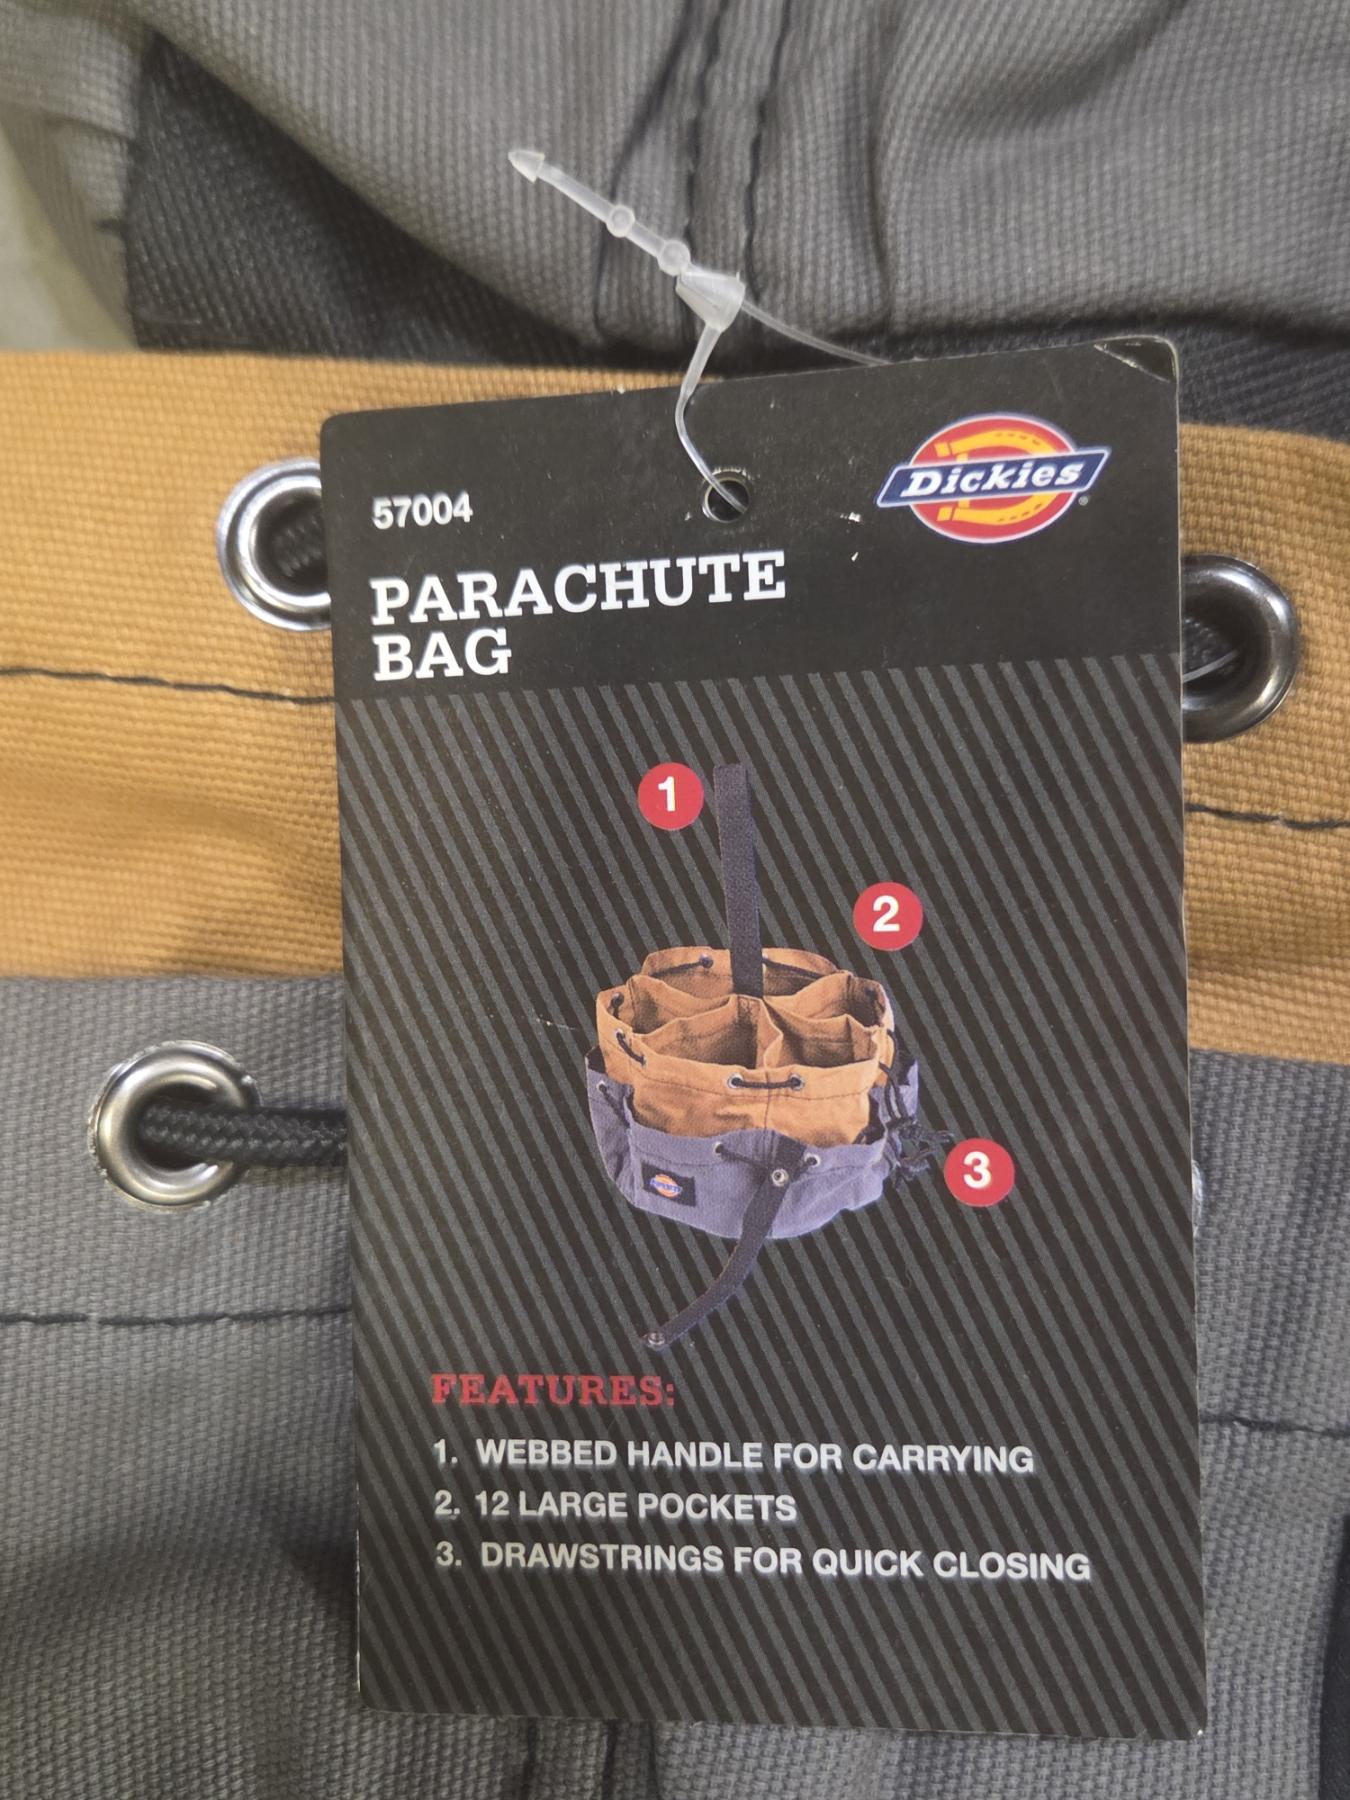 57004
Dickies
PARACHUTE
BAG
1
2
3
FEATURES:
1. WEBBED HANDLE FOR CARRYING
2. 12 LARGE POCKETS
3. DRAWSTRINGS FOR QUICK CLOSING